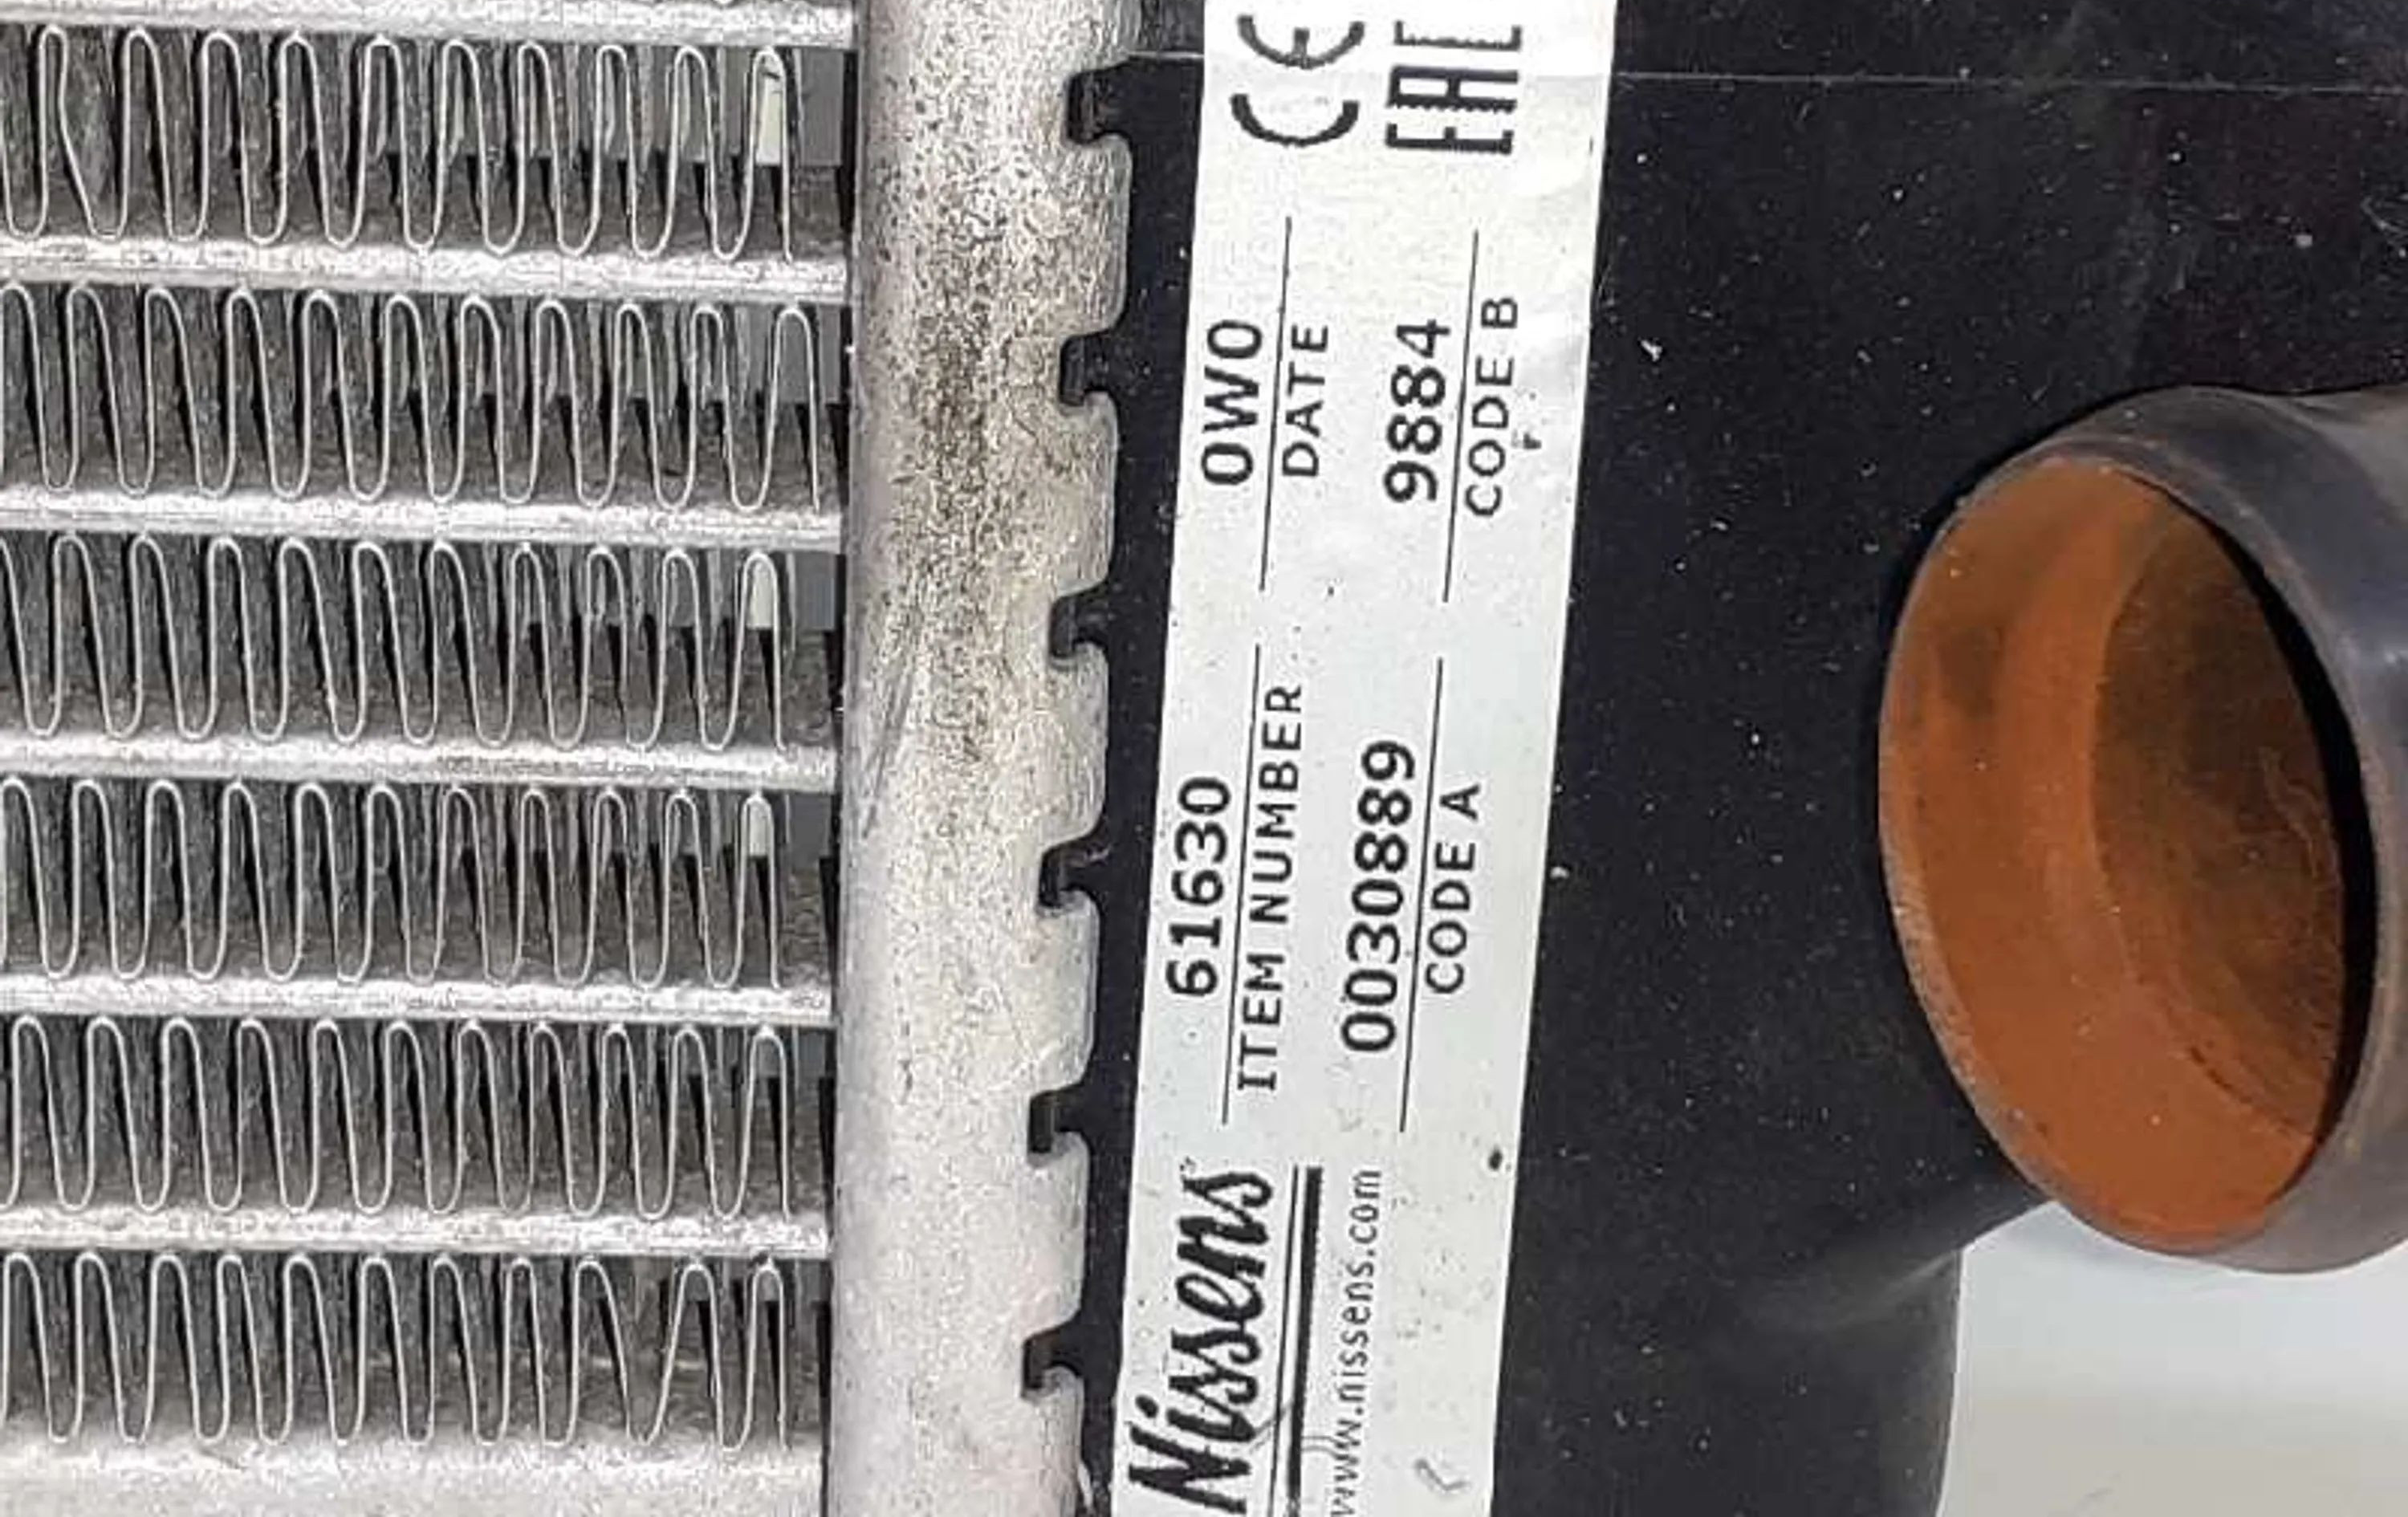 Nissens
www.nissens.com
61630
ITEM NUMBER
0030889
CODE A
0W0
DATE
9884
CODE B
CE
EAC